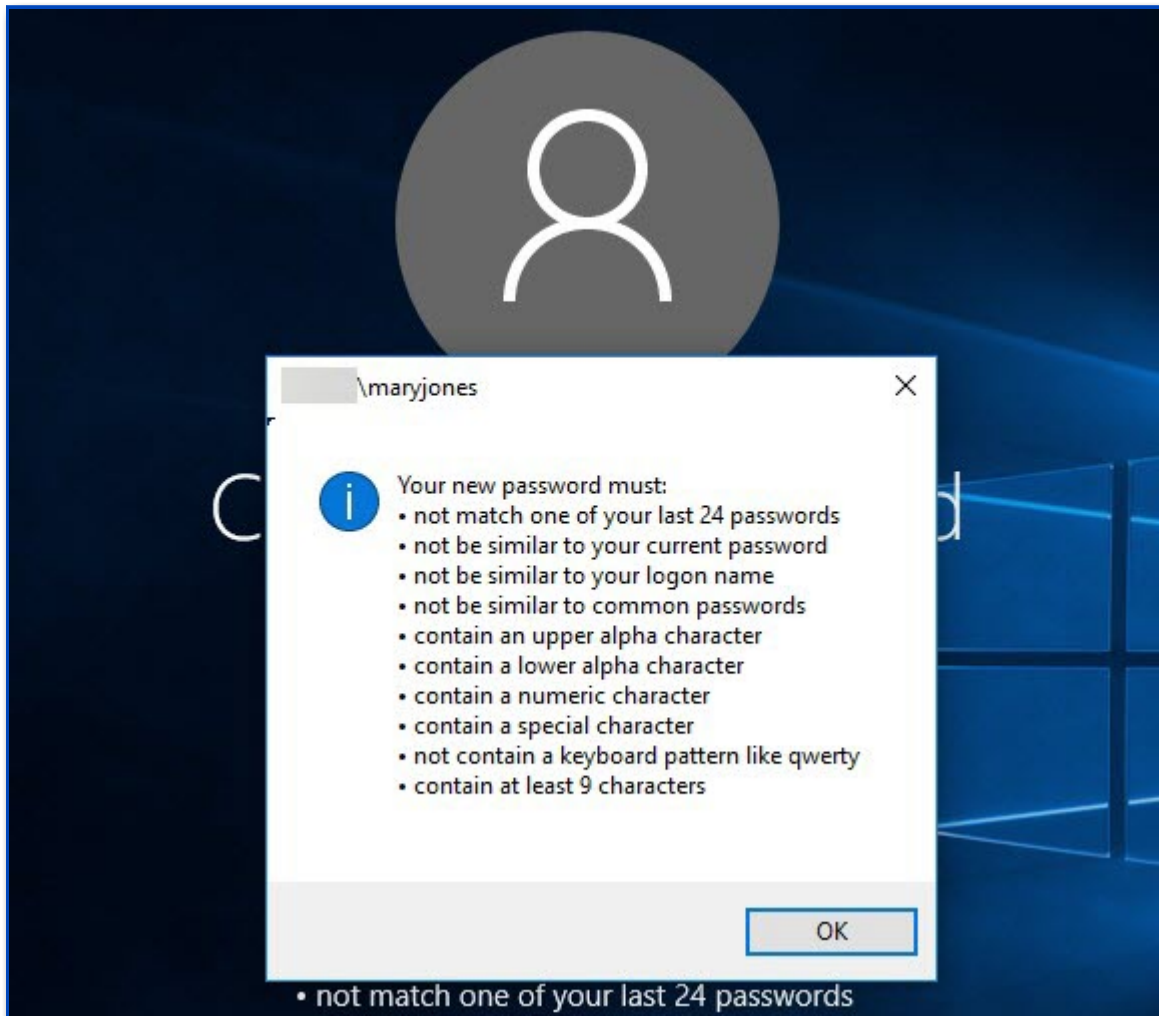 \maryjones
Your new password must:
• not match one of your last 24 passwords
• not be similar to your current password
• not be similar to your logon name
• not be similar to common passwords
• contain an upper alpha character
• contain a lower alpha character
• contain a numeric character
• contain a special character
• not contain a keyboard pattern like qwerty
• contain at least 9 characters
OK
• not match one of your last 24 passwords